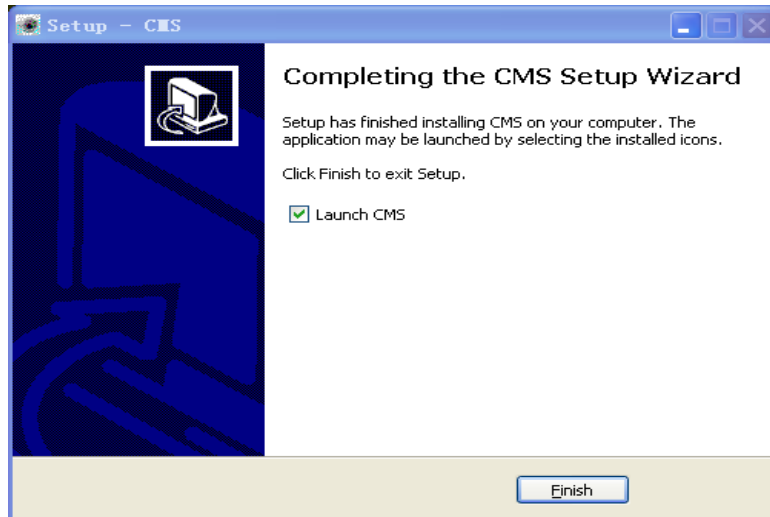 Setup - CMS
Completing the CMS Setup Wizard
Setup has finished installing CMS on your computer. The
application may be launched by selecting the installed icons.
Click Finish to exit Setup.
Launch CMS
Finish